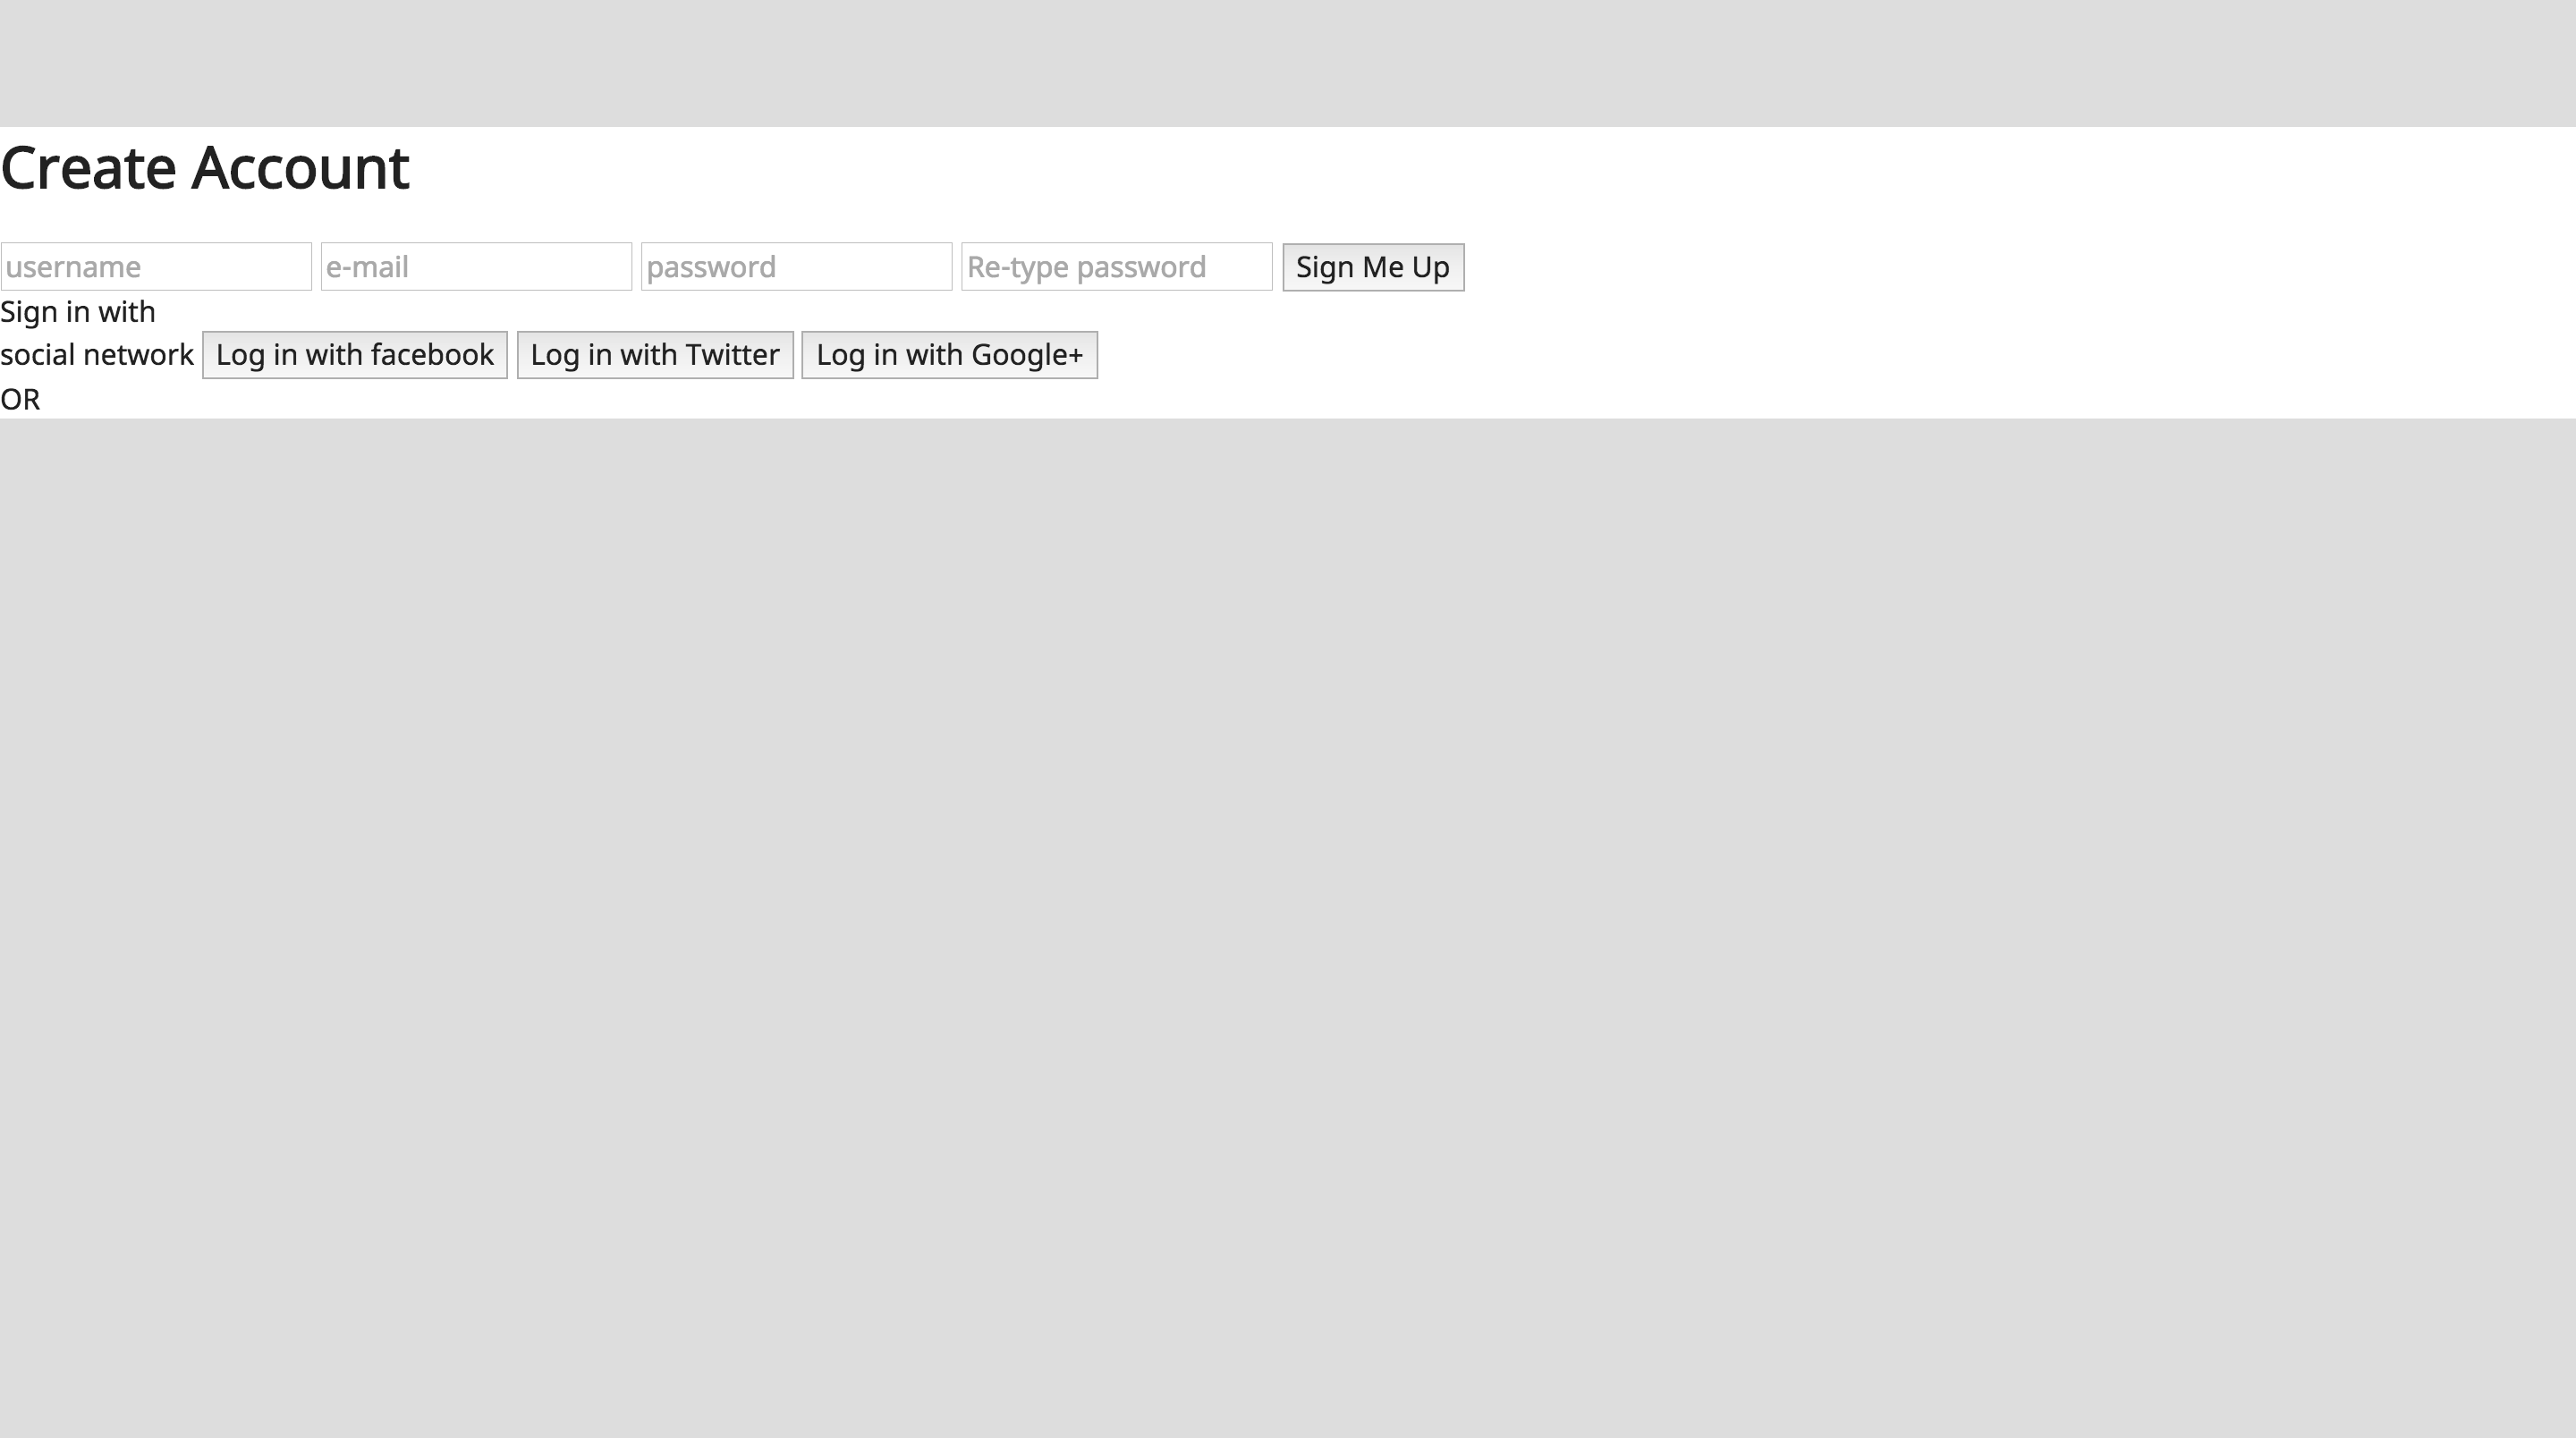 Create Account
username e-mail password Re-type password Sign Me Up
Sign in with
social network Log in with facebook Log in with Twitter Log in with Google+
OR